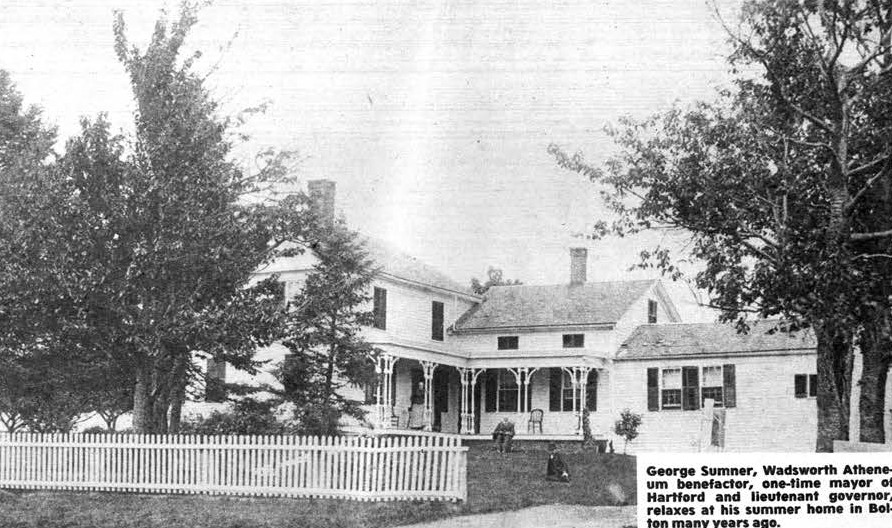 George Sumner, Wadsworth Athene-
um benefactor, one-time mayor of
Hartford and lieutenant governor,
relaxes at his summer home in Bol-
ton many years ago.